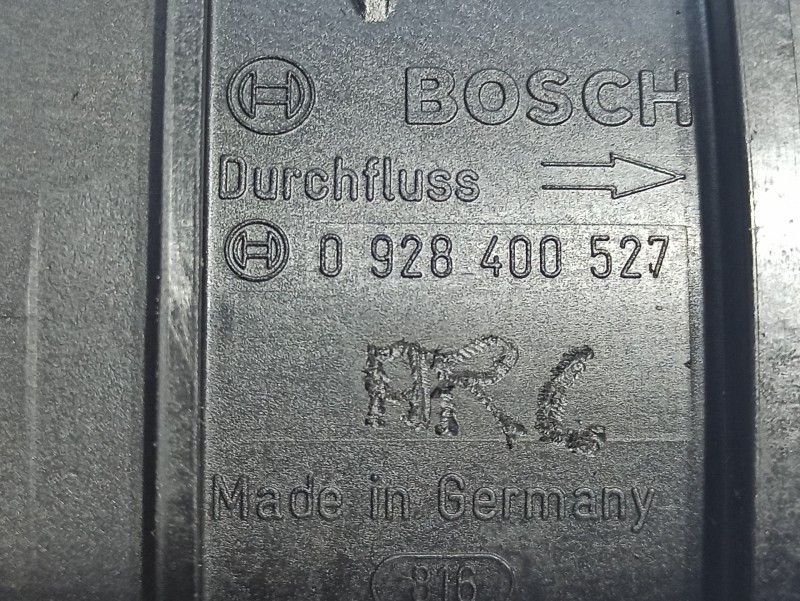 BOSCH
Durchfluss
0 928 400 527
ARC
Made in Germany
816